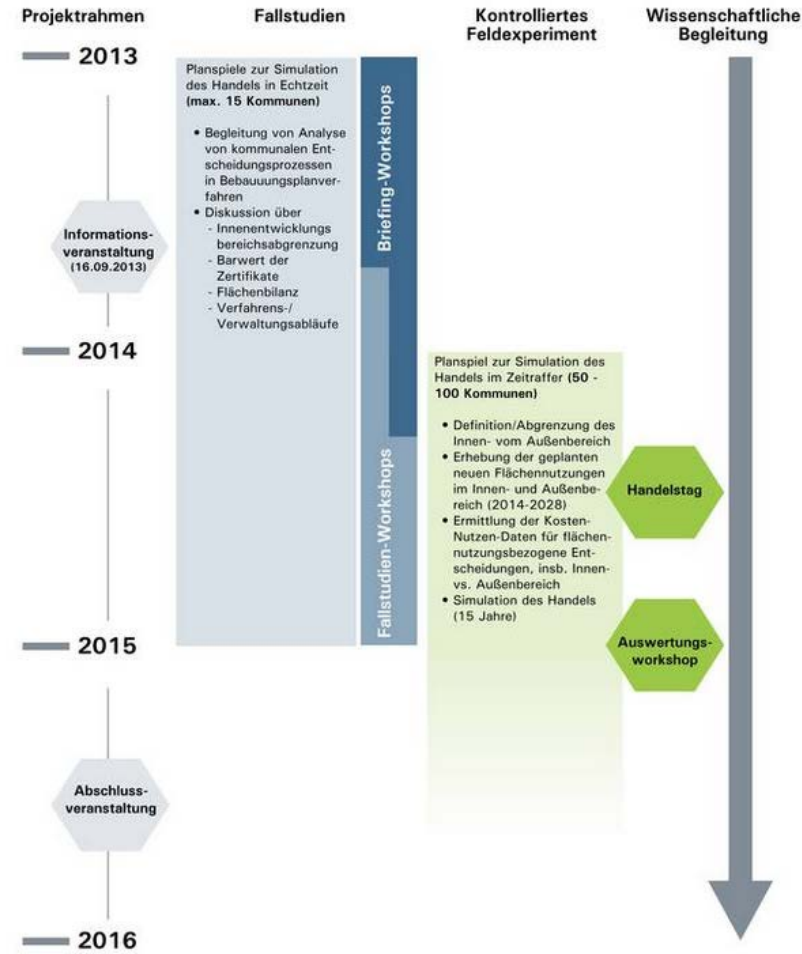 Projektrahmen
Fallstudien
Kontrolliertes
Feldexperiment
Wissenschaftliche
Begleitung
2013
Informations-
veranstaltung
(16.09.2013)
2014
2015
Abschluss-
veranstaltung
2016
Planspiele zur Simulation
des Handels in Echtzeit
(max. 15 Kommunen)
• Begleitung von Analyse
von kommunalen Ent-
scheidungsprozessen
in Bebauuungsplanver-
fahren
• Diskussion über
- Innenentwicklungs
bereichsabgrenzung
- Barwert der
Zertifikate
- Flächenbilanz
- Verfahrens-/
Verwaltungsabläufe
Briefing-Workshops
Fallstudien-Workshops
Planspiel zur Simulation des
Handels im Zeitraffer (50 -
100 Kommunen)
• Definition/Abgrenzung des
Innen- vom Außenbereich
• Erhebung der geplanten
neuen Flächennutzungen
im Innen- und Außenbe-
reich (2014-2028)
• Ermittlung der Kosten-
Nutzen-Daten für flächen-
nutzungsbezogene Ent-
scheidungen, insb. Innen-
vs. Außenbereich
• Simulation des Handels
(15 Jahre)
Handelstag
Auswertungs-
workshop